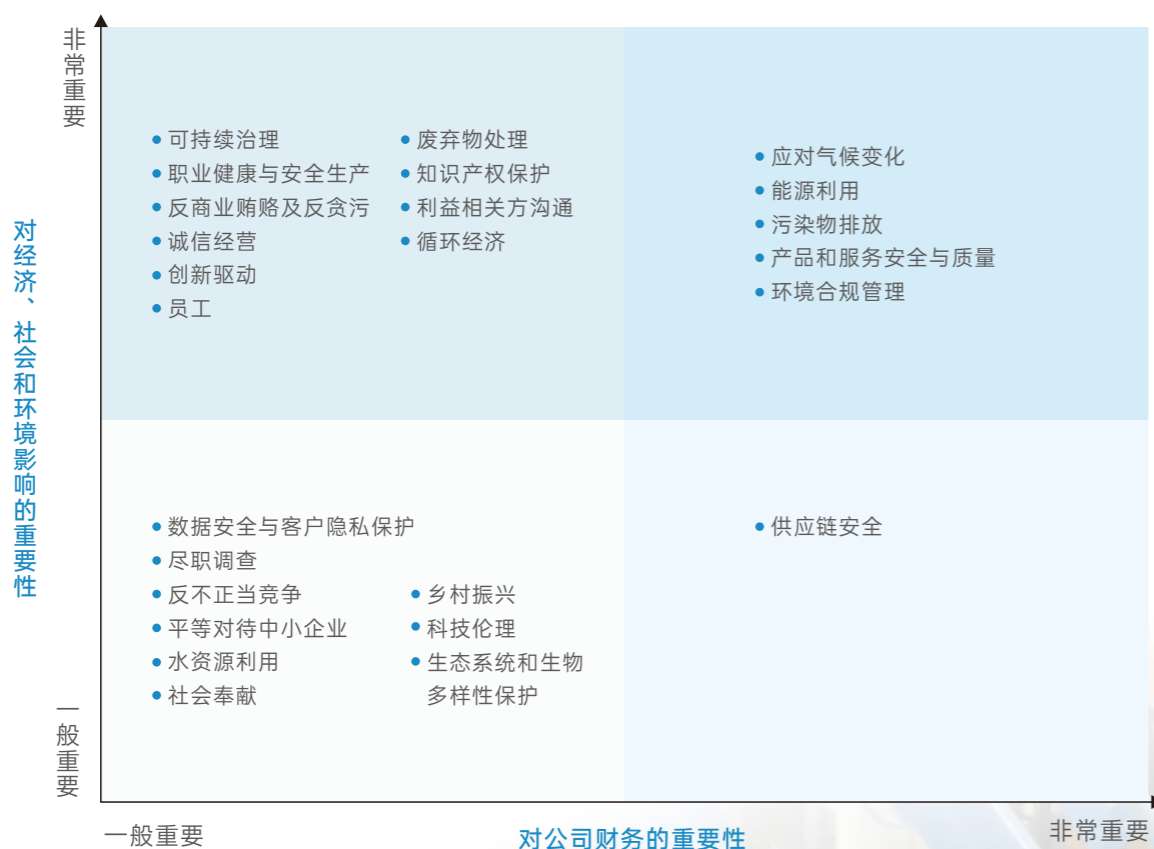 非常重要
对经济、社会和环境影响的重要性
一般重要
可持续治理
职业健康与安全生产
反商业贿赂及反贪污
诚信经营
创新驱动
员工
废弃物处理
知识产权保护
利益相关方沟通
循环经济
应对气候变化
能源利用
污染物排放
产品和服务安全与质量
环境合规管理
数据安全与客户隐私保护
尽职调查
反不正当竞争
平等对待中小企业
水资源利用
社会奉献
乡村振兴
科技伦理
生态系统和生物
多样性保护
供应链安全
一般重要
对公司财务的重要性
非常重要